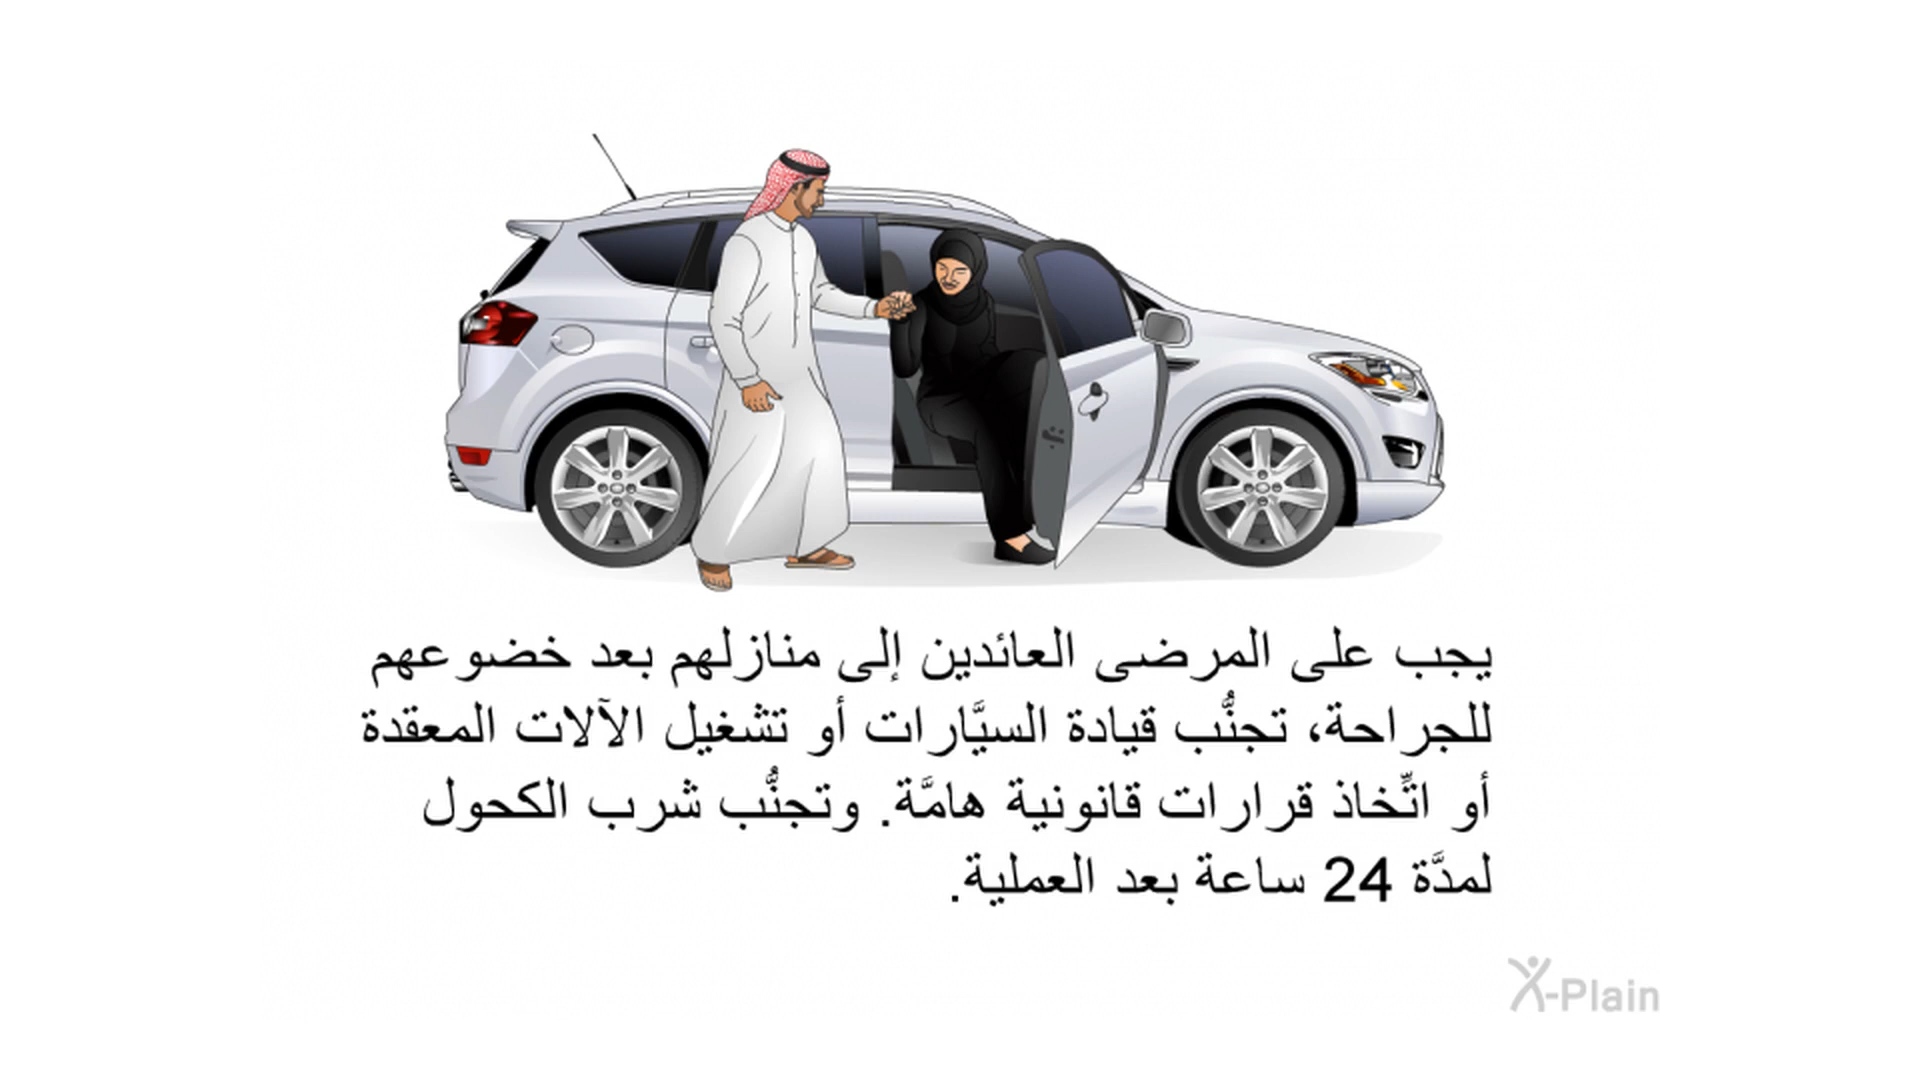 يجب على المرضى العائدين إلى منازلهم بعد خضوعهم
للجراحة، تجنُّب قيادة السيَّارات أو تشغيل الآلات المعقدة
أو اتِّخاذ قرارات قانونية هامَّة. وتجنُّب شرب الكحول
لمدَّة 24 ساعة بعد العملية.
X-Plain